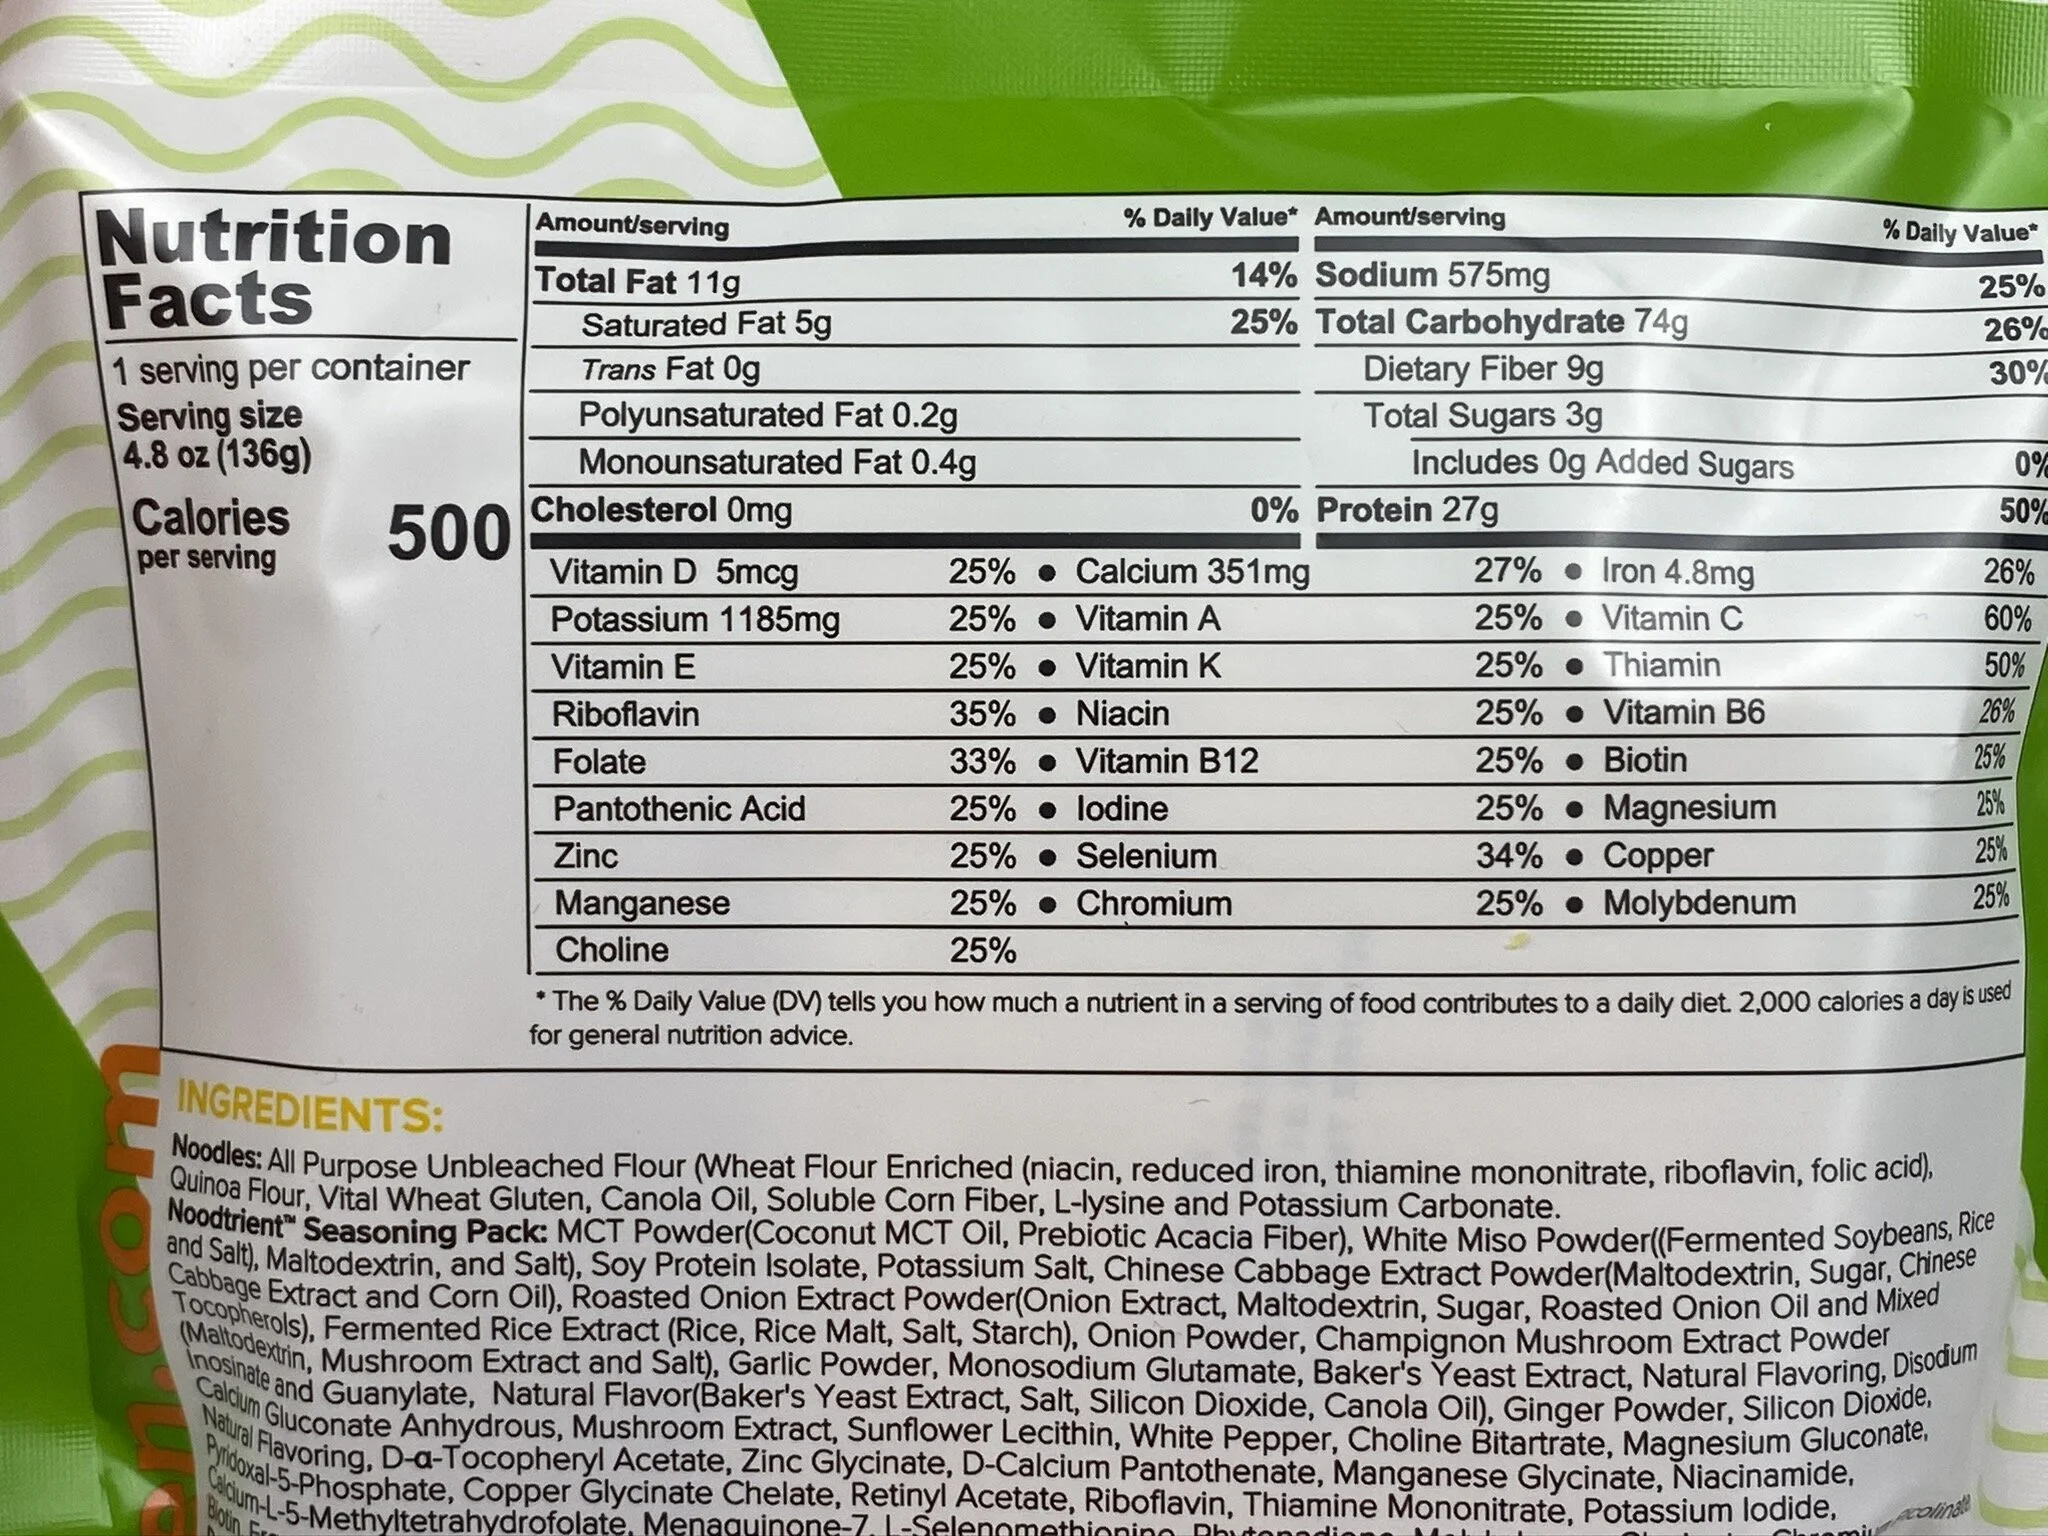 Nutrition
Facts
1 serving per container
Serving size
4.8 oz (136g)
Calories 500
per serving
Amount/serving % Daily Value* Amount/serving % Daily Value*
Total Fat 11g 14% Sodium 575mg 25%
Saturated Fat 5g 25% Total Carbohydrate 74g 26%
Trans Fat 0g Dietary Fiber 9g 30%
Polyunsaturated Fat 0.2g Total Sugars 3g
Monounsaturated Fat 0.4g Includes 0g Added Sugars 0%
Cholesterol 0mg 0% Protein 27g 50%
Vitamin D 5mcg 25% • Calcium 351mg 27% • Iron 4.8mg 26%
Potassium 1185mg 25% • Vitamin A 25% • Vitamin C 60%
Vitamin E 25% • Vitamin K 25% • Thiamin 50%
Riboflavin 35% • Niacin 25% • Vitamin B6 26%
Folate 33% • Vitamin B12 25% • Biotin 25%
Pantothenic Acid 25% • Iodine 25% • Magnesium 25%
Zinc 25% • Selenium 34% • Copper 25%
Manganese 25% • Chromium 25% • Molybdenum 25%
Choline 25%
* The % Daily Value (DV) tells you how much a nutrient in a serving of food contributes to a daily diet. 2,000 calories a day is used
for general nutrition advice.
INGREDIENTS:
Noodles: All Purpose Unbleached Flour (Wheat Flour Enriched (niacin, reduced iron, thiamine mononitrate, riboflavin, folic acid),
Quinoa Flour, Vital Wheat Gluten, Canola Oil, Soluble Corn Fiber, L-lysine and Potassium Carbonate.
Noodtrient™ Seasoning Pack: MCT Powder(Coconut MCT Oil, Prebiotic Acacia Fiber), White Miso Powder((Fermented Soybeans, Rice
and Salt), Maltodextrin, and Salt), Soy Protein Isolate, Potassium Salt, Chinese Cabbage Extract Powder(Maltodextrin, Sugar, Chinese
Cabbage Extract and Corn Oil), Roasted Onion Extract Powder(Onion Extract, Maltodextrin, Sugar, Roasted Onion Oil and Mixed
Tocopherols), Fermented Rice Extract (Rice, Rice Malt, Salt, Starch), Onion Powder, Champignon Mushroom Extract Powder
(Maltodextrin, Mushroom Extract and Salt), Garlic Powder, Monosodium Glutamate, Baker's Yeast Extract, Natural Flavoring, Disodium
Inosinate and Guanylate, Natural Flavor(Baker's Yeast Extract, Salt, Silicon Dioxide, Canola Oil), Ginger Powder, Silicon Dioxide,
Calcium Gluconate Anhydrous, Mushroom Extract, Sunflower Lecithin, White Pepper, Choline Bitartrate, Magnesium Gluconate,
Natural Flavoring, D-α-Tocopheryl Acetate, Zinc Glycinate, D-Calcium Pantothenate, Manganese Glycinate, Niacinamide,
Pyridoxal-5-Phosphate, Copper Glycinate Chelate, Retinyl Acetate, Riboflavin, Thiamine Mononitrate, Potassium Iodide,
Calcium-L-5-Methyltetrahydrofolate, Menaquinone-7, L-Selenomethionine
Biotin
n.com